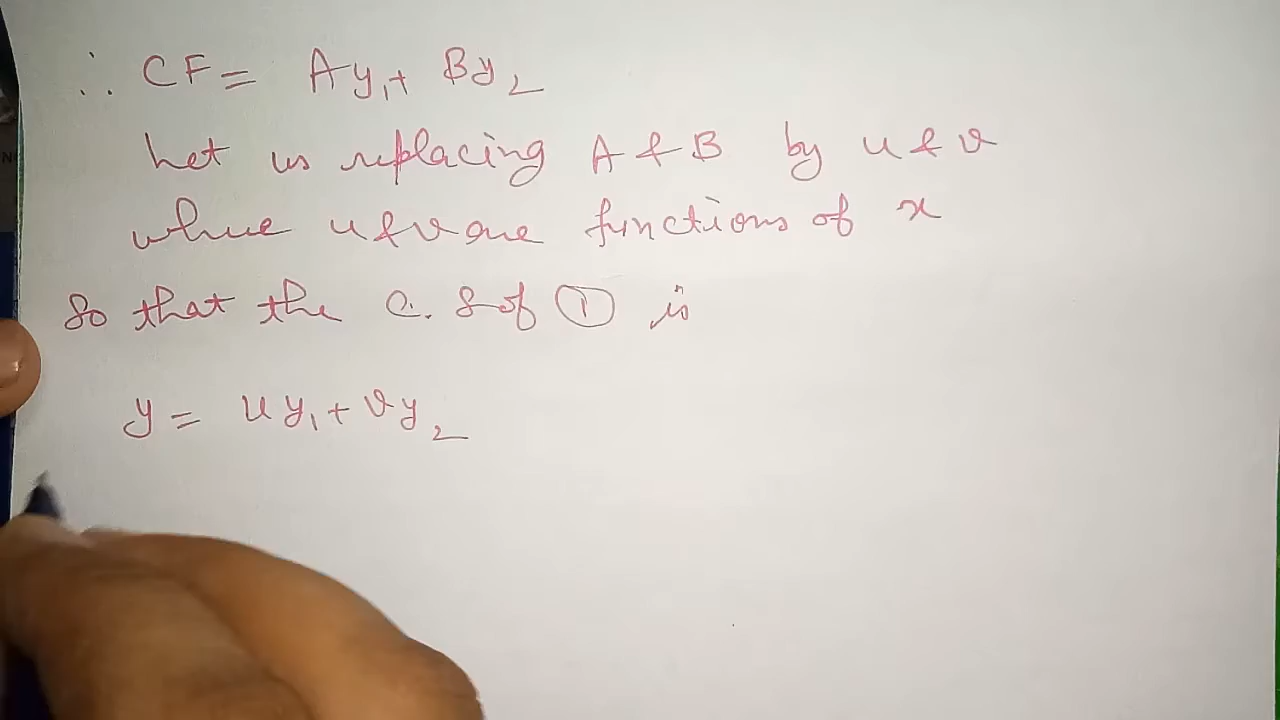 ∴ CF = Ay₁ + By₂
Let us replacing A & B by u & v
where u & v are functions of x
So that the C. S of ① is
y = uy₁ + vy₂